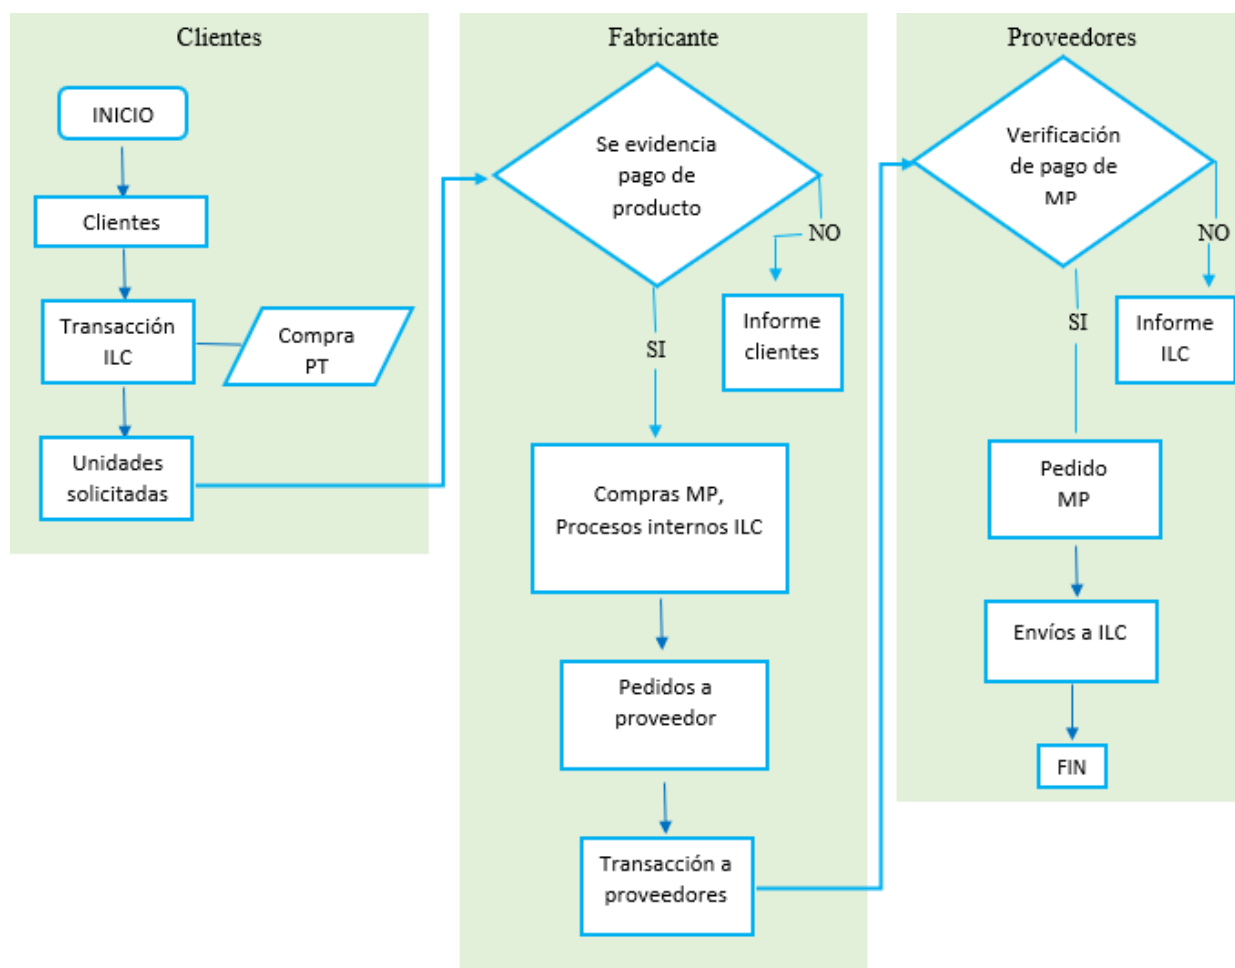 Clientes
INICIO
Clientes
Transacción
ILC
Compra
PT
Unidades
solicitadas
Fabricante
Se evidencia
pago de
producto
NO
Informe
clientes
SI
Compras MP,
Procesos internos ILC
Pedidos a
proveedor
Transacción a
proveedores
Proveedores
Verificación
de pago de
MP
NO
Informe
ILC
SI
Pedido
MP
Envíos a ILC
FIN